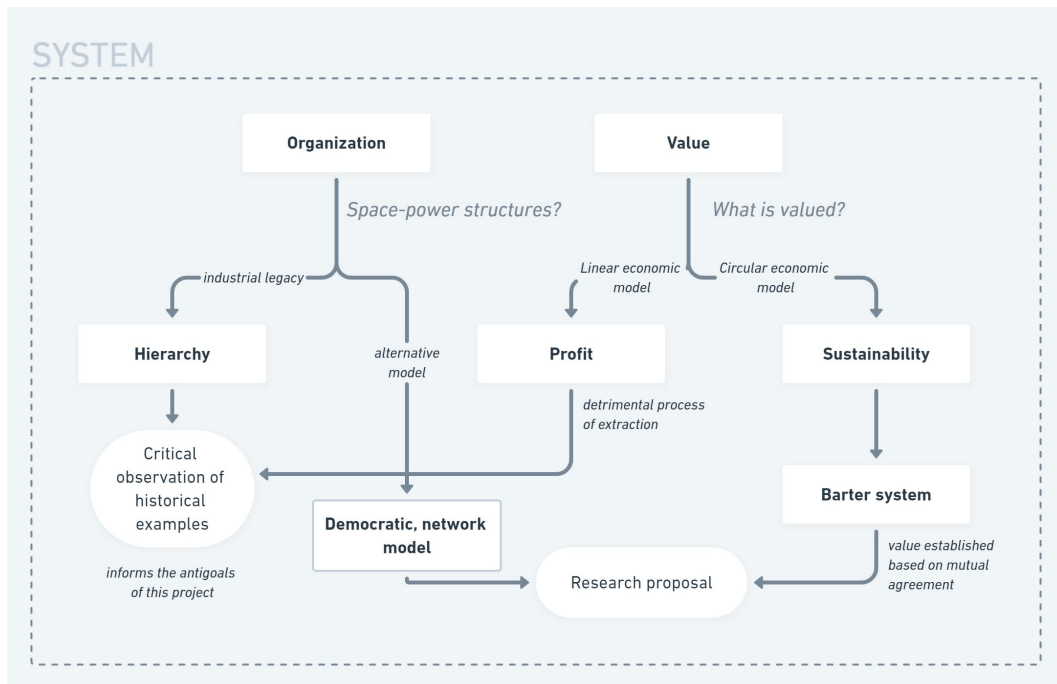 SYSTEM
Organization
Value
Space-power structures?
What is valued?
industrial legacy
Linear economic
model
Circular economic
model
Hierarchy
alternative
model
Profit
Sustainability
detrimental process
of extraction
Critical
observation of
historical
examples
Democratic, network
model
Barter system
informs the antigoals
of this project
Research proposal
value established
based on mutual
agreement